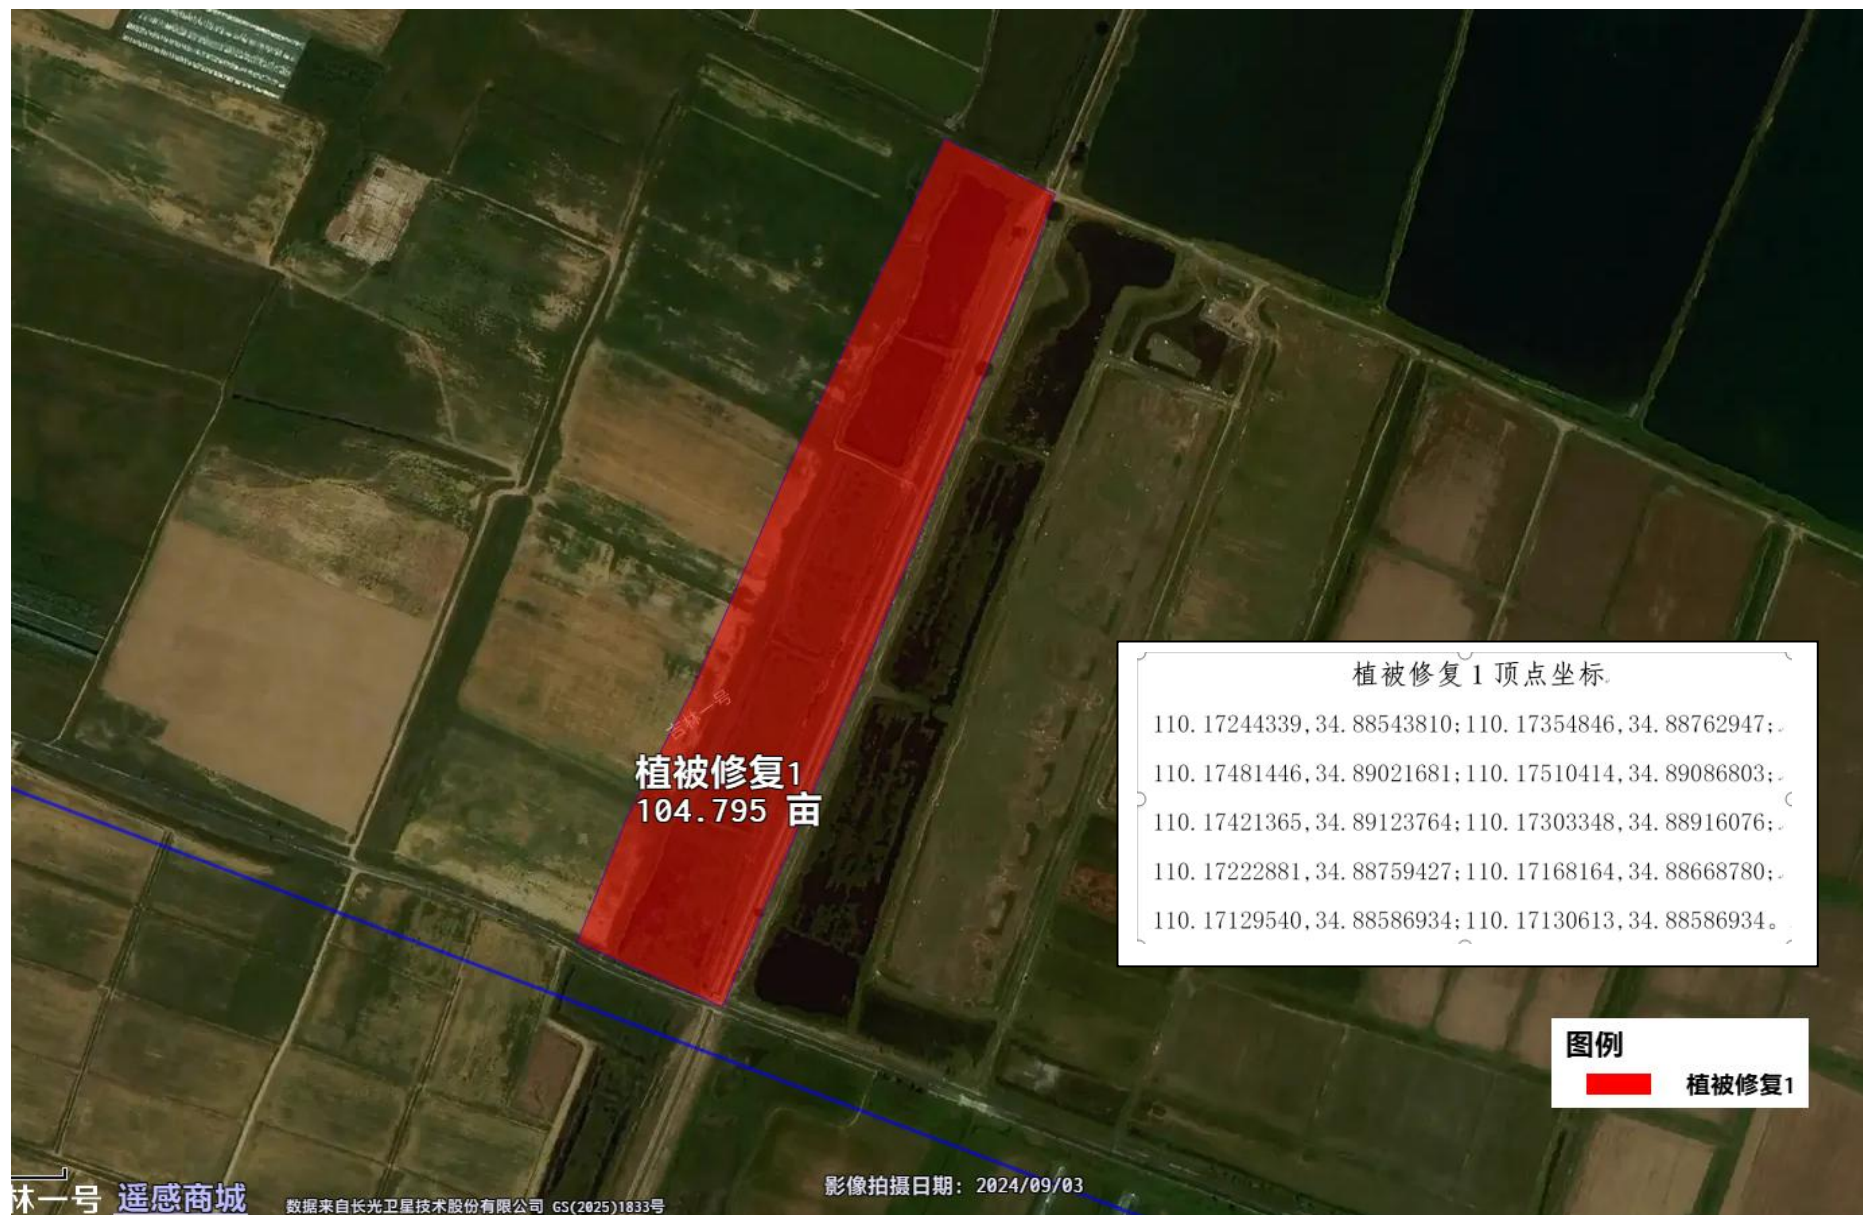 吉林一号
植被修复1
104.795 亩
植被修复1顶点坐标
110.17244339,34.88543810;110.17354846,34.88762947;
110.17481446,34.89021681;110.17510414,34.89086803;
110.17421365,34.89123764;110.17303348,34.88916076;
110.17222881,34.88759427;110.17168164,34.88668780;
110.17129540,34.88586934;110.17130613,34.88586934。
图例
植被修复1
林一号 遥感商城
数据来自长光卫星技术股份有限公司 GS(2025)1833号
影像拍摄日期: 2024/09/03